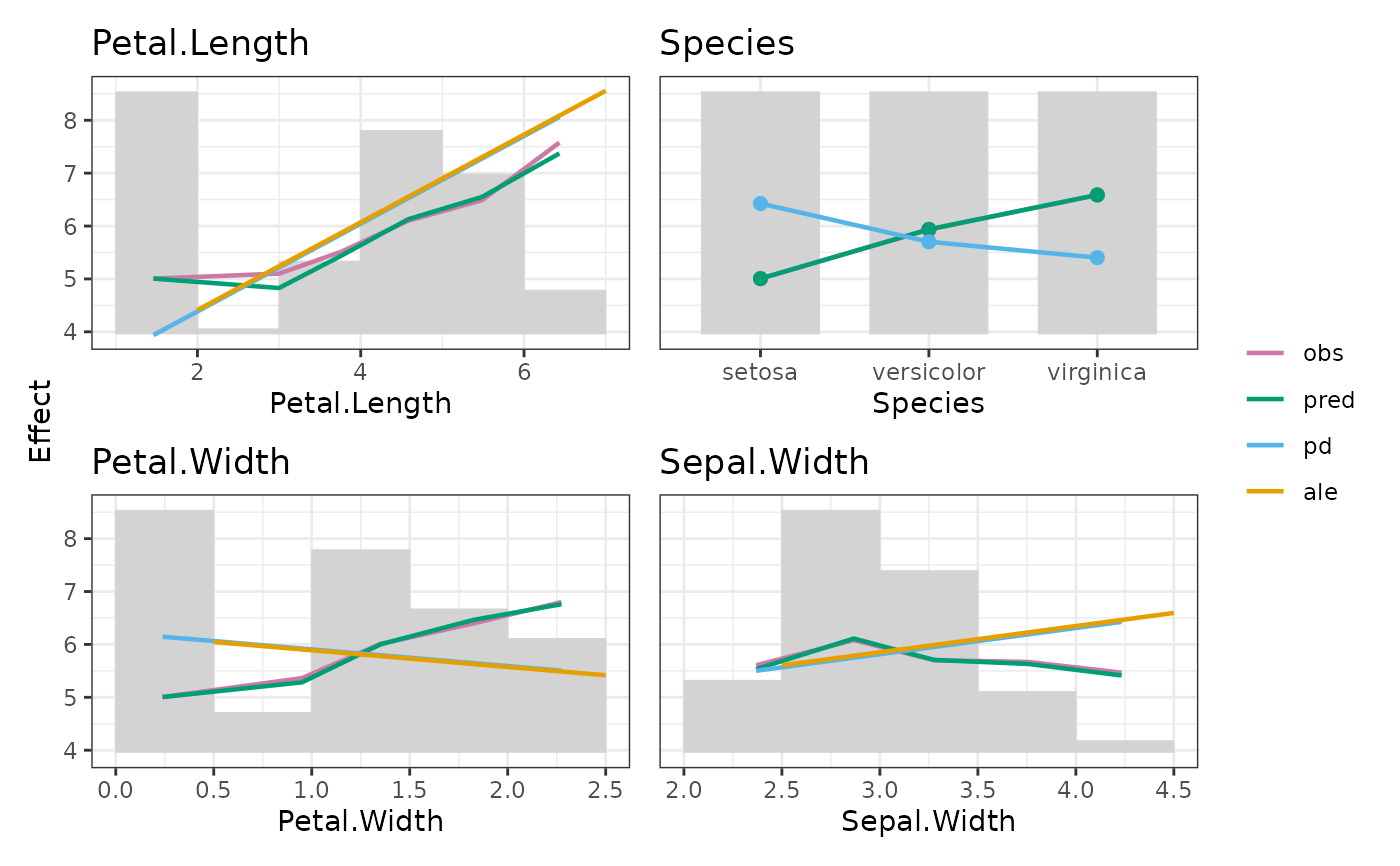 Petal.Length
Species
8
7
6
5
4
2 4 6
setosa versicolor virginica
Petal.Length
Species
Effect
obs
pred
pd
ale
Petal.Width
Sepal.Width
8
7
6
5
4
0.0 0.5 1.0 1.5 2.0 2.5
2.0 2.5 3.0 3.5 4.0 4.5
Petal.Width
Sepal.Width